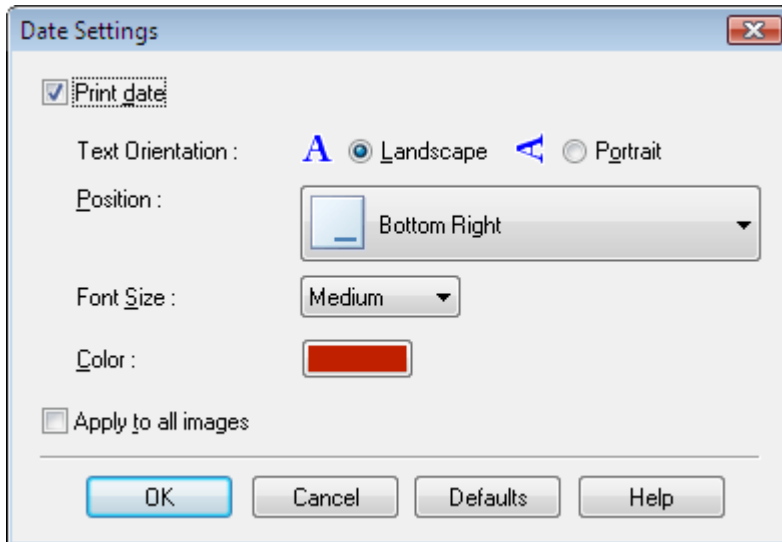 Date Settings
Print date
Text Orientation : A Landscape A Portrait
Position : Bottom Right
Font Size : Medium
Color :
Apply to all images
OK Cancel Defaults Help